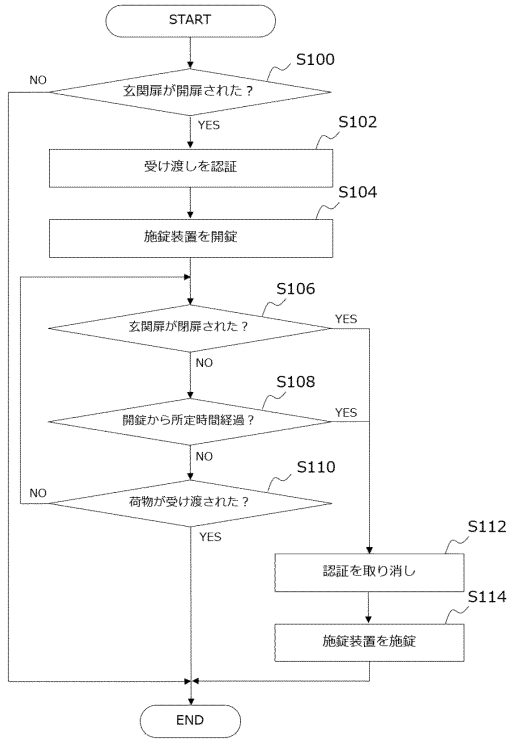 START
S100
NO
玄関扉が開扉された？
YES
S102
受け渡しを認証
S104
施錠装置を開錠
S106
玄関扉が閉扉された？
YES
NO
S108
開錠から所定時間経過？
YES
NO
S110
NO
荷物が受け渡された？
YES
S112
認証を取り消し
S114
施錠装置を施錠
END